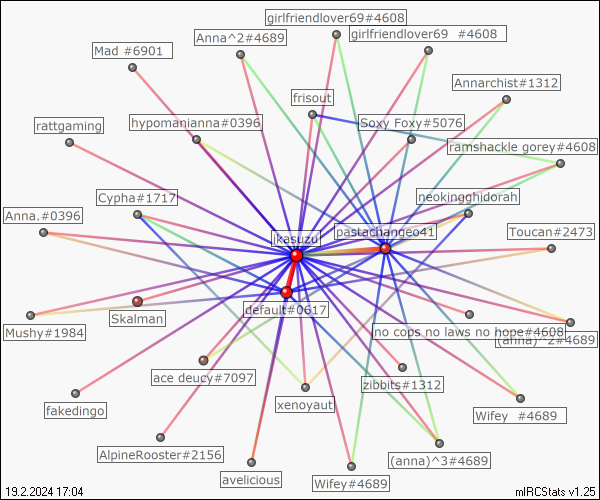 girlfriendlover69#4608
girlfriendlover69 #4608
Anna^2#4689
Mad #6901
Annarchist#1312
frisout
hypomanianna#0396
Soxy Foxy#5076
rattgaming
ramshackle gorey#4608
Cypha#1717
neokingghidorah
Anna.#0396
pastachangeo41
Toucan#2473
ikasuzu
default#0617
Skalman
Mushy#1984
no cops no laws no hope#4608
(anna)^2#4689
ace deucy#7097
zibbits#1312
fakedingo
xenoyaut
Wifey #4689
AlpineRooster#2156
(anna)^3#4689
avelicious
Wifey#4689
19.2.2024 17:04
mIRCStats v1.25